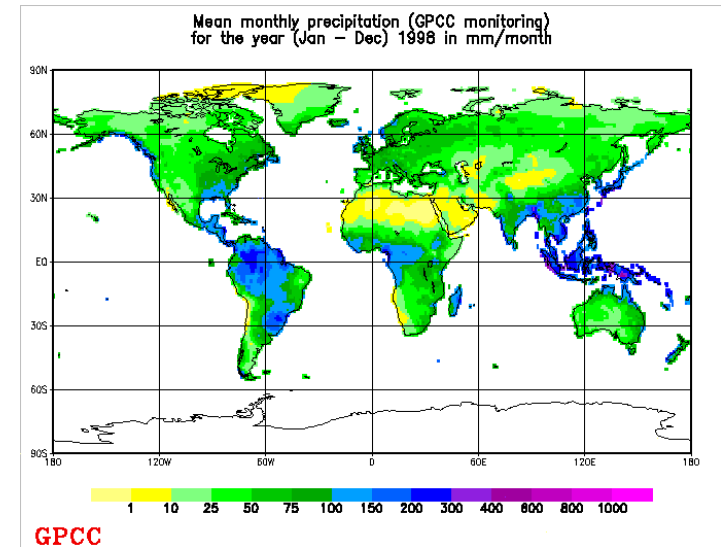 Mean monthly precipitation (GPCC monitoring)
for the year (Jan – Dec) 1998 in mm/month
90N
60N
30N
EQ
30S
60S
90S
180 120W 60W 0 60E 120E 180
1 10 25 50 75 100 150 200 300 400 600 800 1000
GPCC